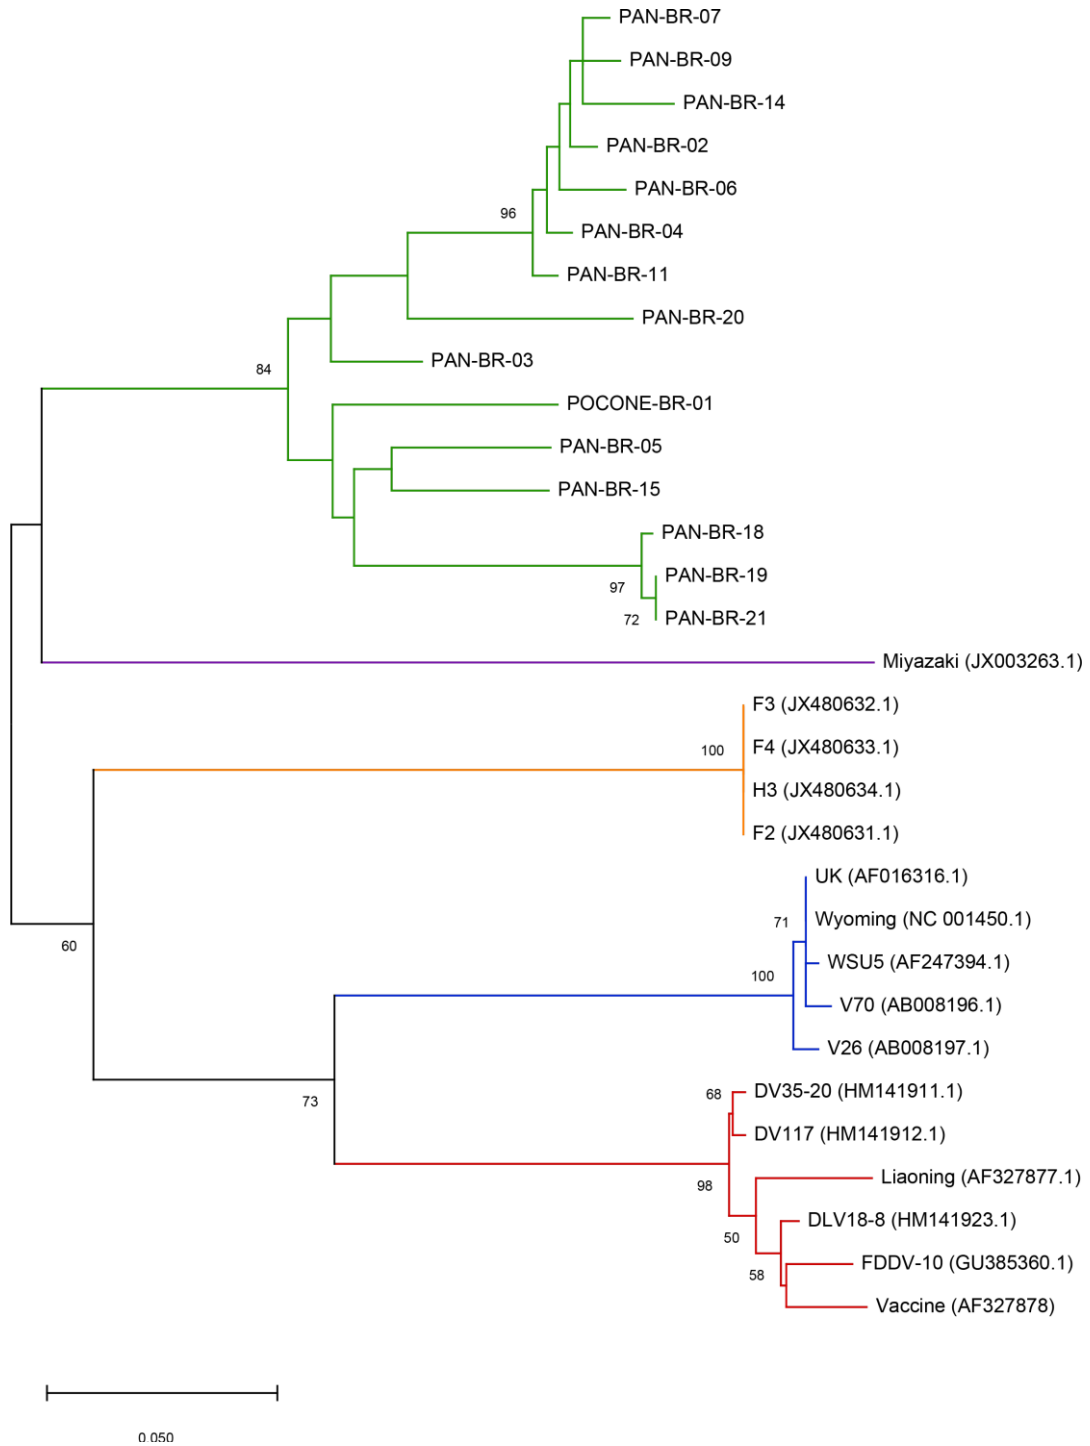 PAN-BR-07
PAN-BR-09
PAN-BR-14
PAN-BR-02
PAN-BR-06
96
PAN-BR-04
PAN-BR-11
PAN-BR-20
PAN-BR-03
84
POCONE-BR-01
PAN-BR-05
PAN-BR-15
PAN-BR-18
PAN-BR-19
97
PAN-BR-21
72
Miyazaki (JX003263.1)
F3 (JX480632.1)
F4 (JX480633.1)
100
H3 (JX480634.1)
F2 (JX480631.1)
UK (AF016316.1)
71
Wyoming (NC 001450.1)
60
WSU5 (AF247394.1)
100
V70 (AB008196.1)
V26 (AB008197.1)
68
DV35-20 (HM141911.1)
73
DV117 (HM141912.1)
Liaoning (AF327877.1)
98
DLV18-8 (HM141923.1)
50
FDDV-10 (GU385360.1)
58
Vaccine (AF327878)
0.050